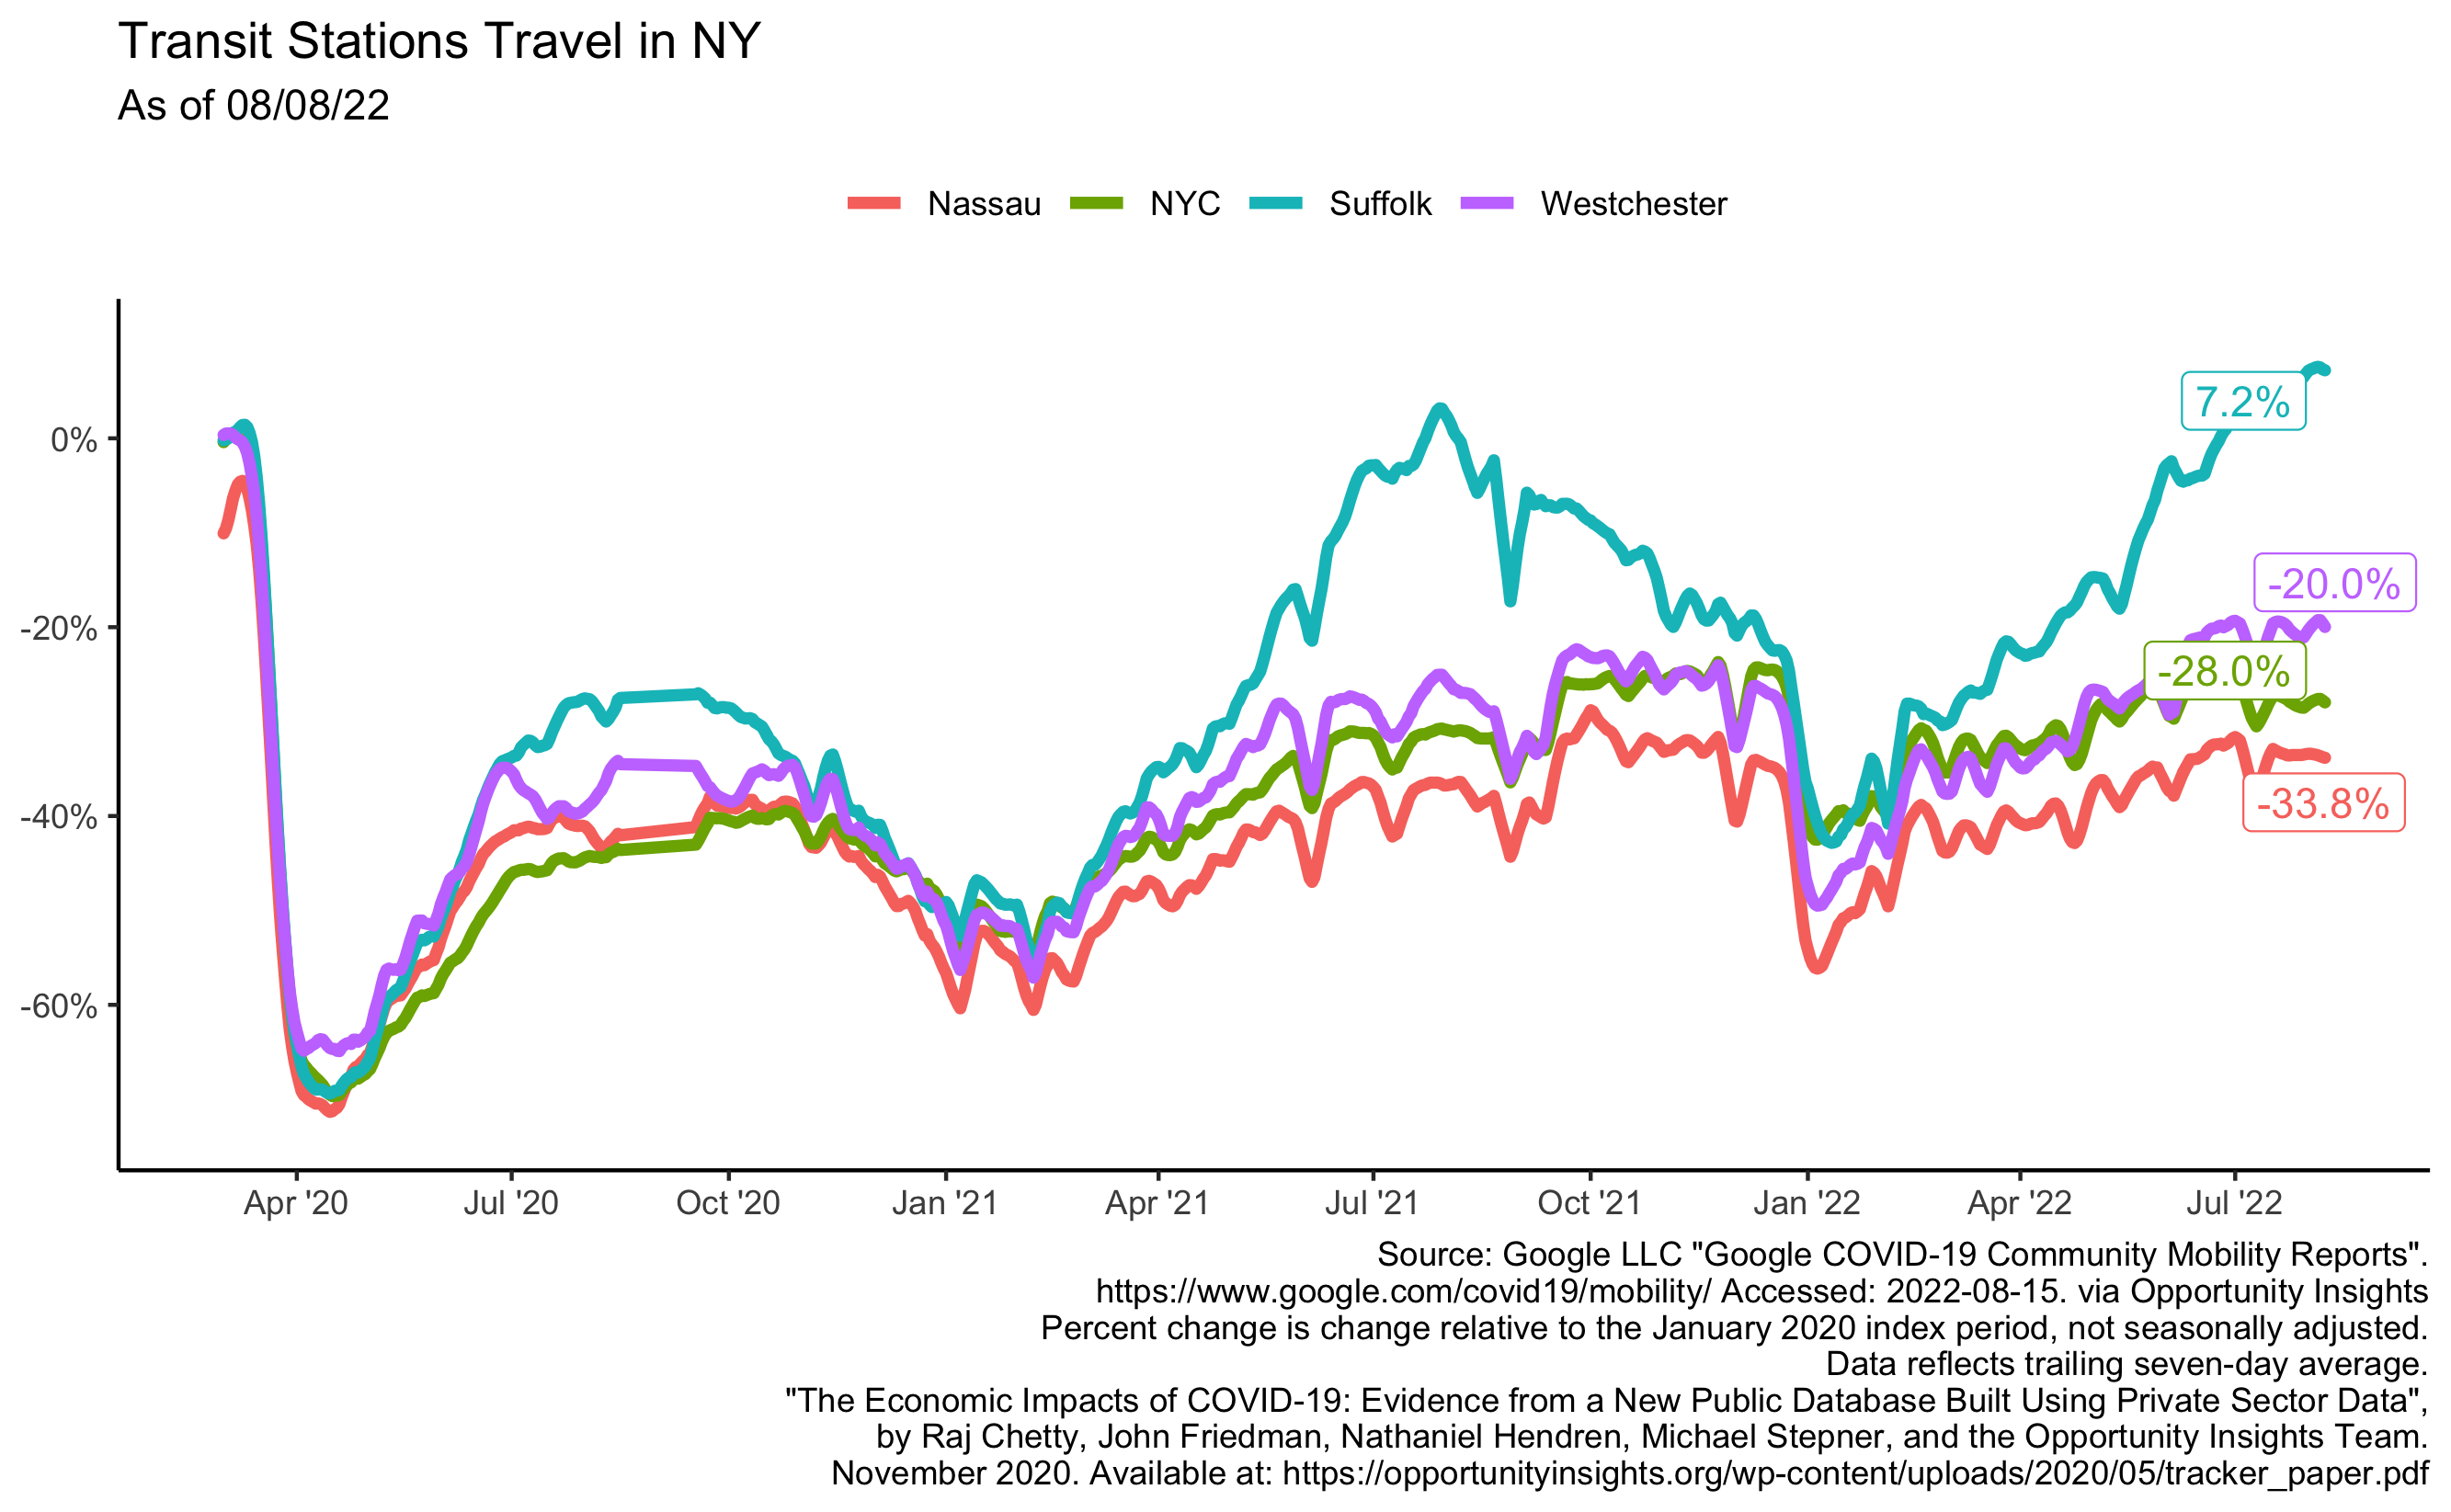 Transit Stations Travel in NY
As of 08/08/22
Nassau NYC Suffolk Westchester
7.2%
0%
-20.0%
-20%
-28.0%
-33.8%
-40%
-60%
Apr '20 Jul '20 Oct '20 Jan '21 Apr '21 Jul '21 Oct '21 Jan '22 Apr '22 Jul '22
Source: Google LLC "Google COVID-19 Community Mobility Reports".
https://www.google.com/covid19/mobility/ Accessed: 2022-08-15. via Opportunity Insights
Percent change is change relative to the January 2020 index period, not seasonally adjusted.
Data reflects trailing seven-day average.
"The Economic Impacts of COVID-19: Evidence from a New Public Database Built Using Private Sector Data",
by Raj Chetty, John Friedman, Nathaniel Hendren, Michael Stepner, and the Opportunity Insights Team.
November 2020. Available at: https://opportunityinsights.org/wp-content/uploads/2020/05/tracker_paper.pdf